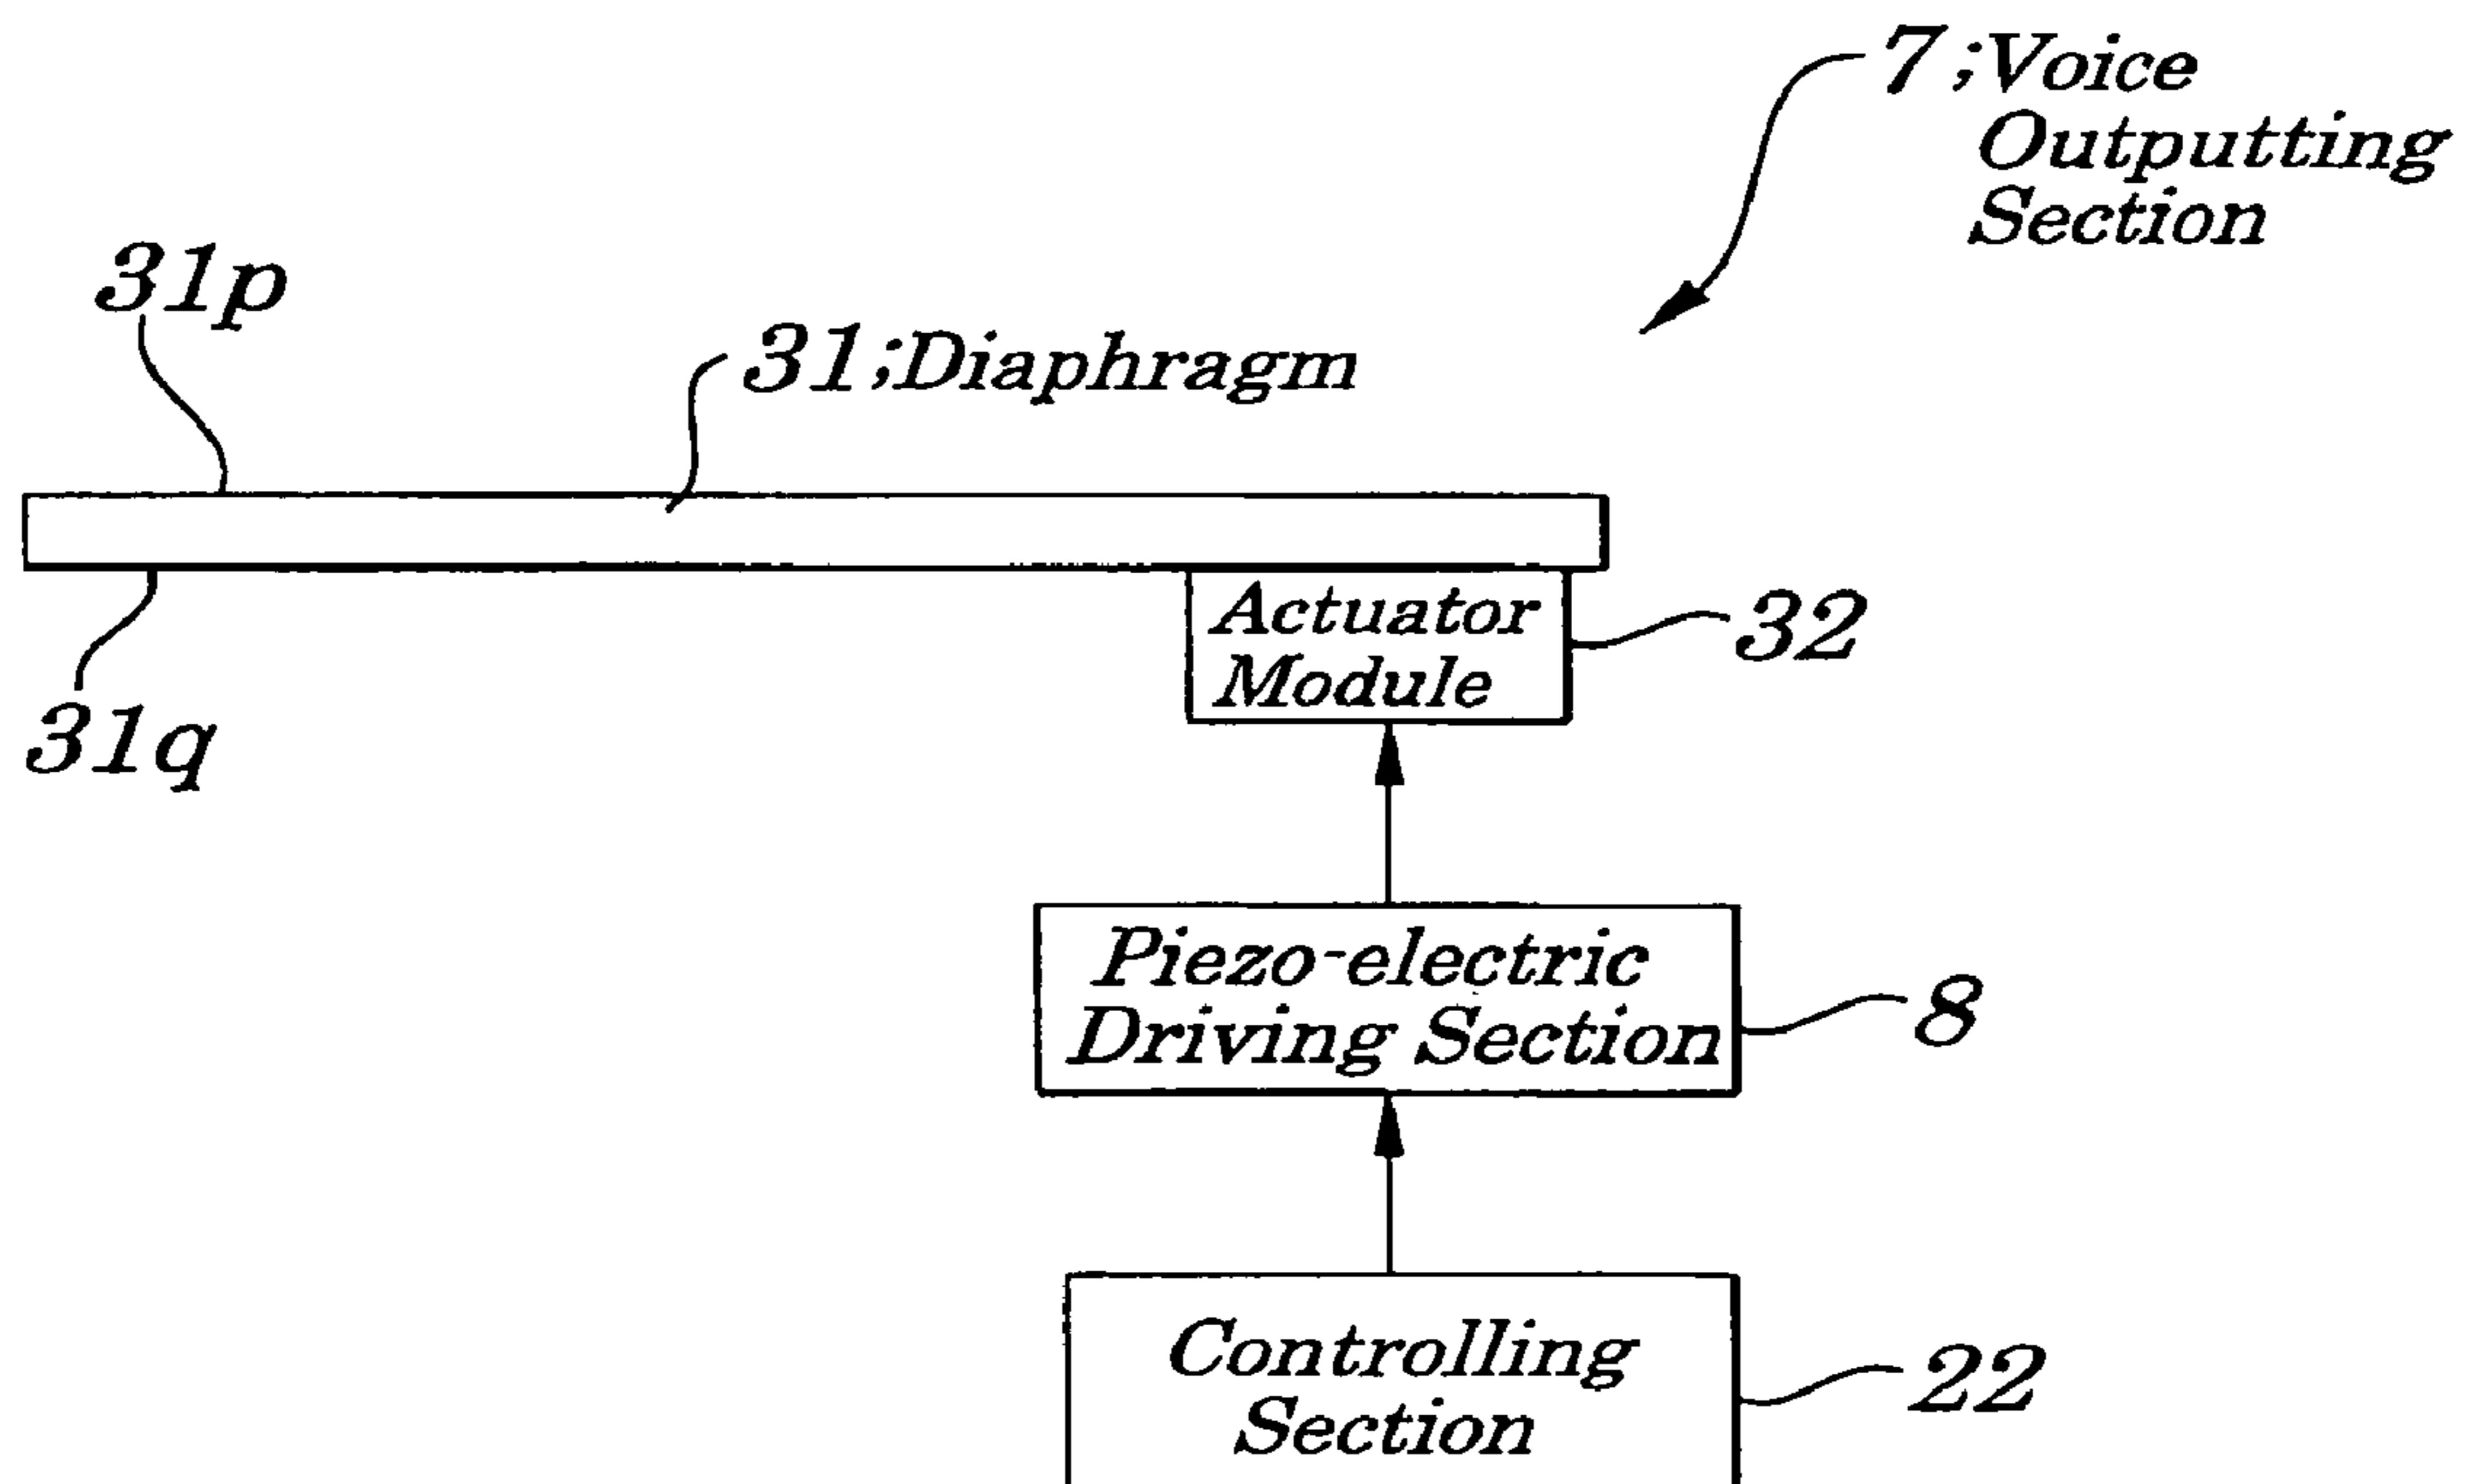 7;Voice
Outputting
Section
31p
31;Diaphragm
Actuator
Module
32
31q
Piezo-electric
Driving Section
8
Controlling
Section
22